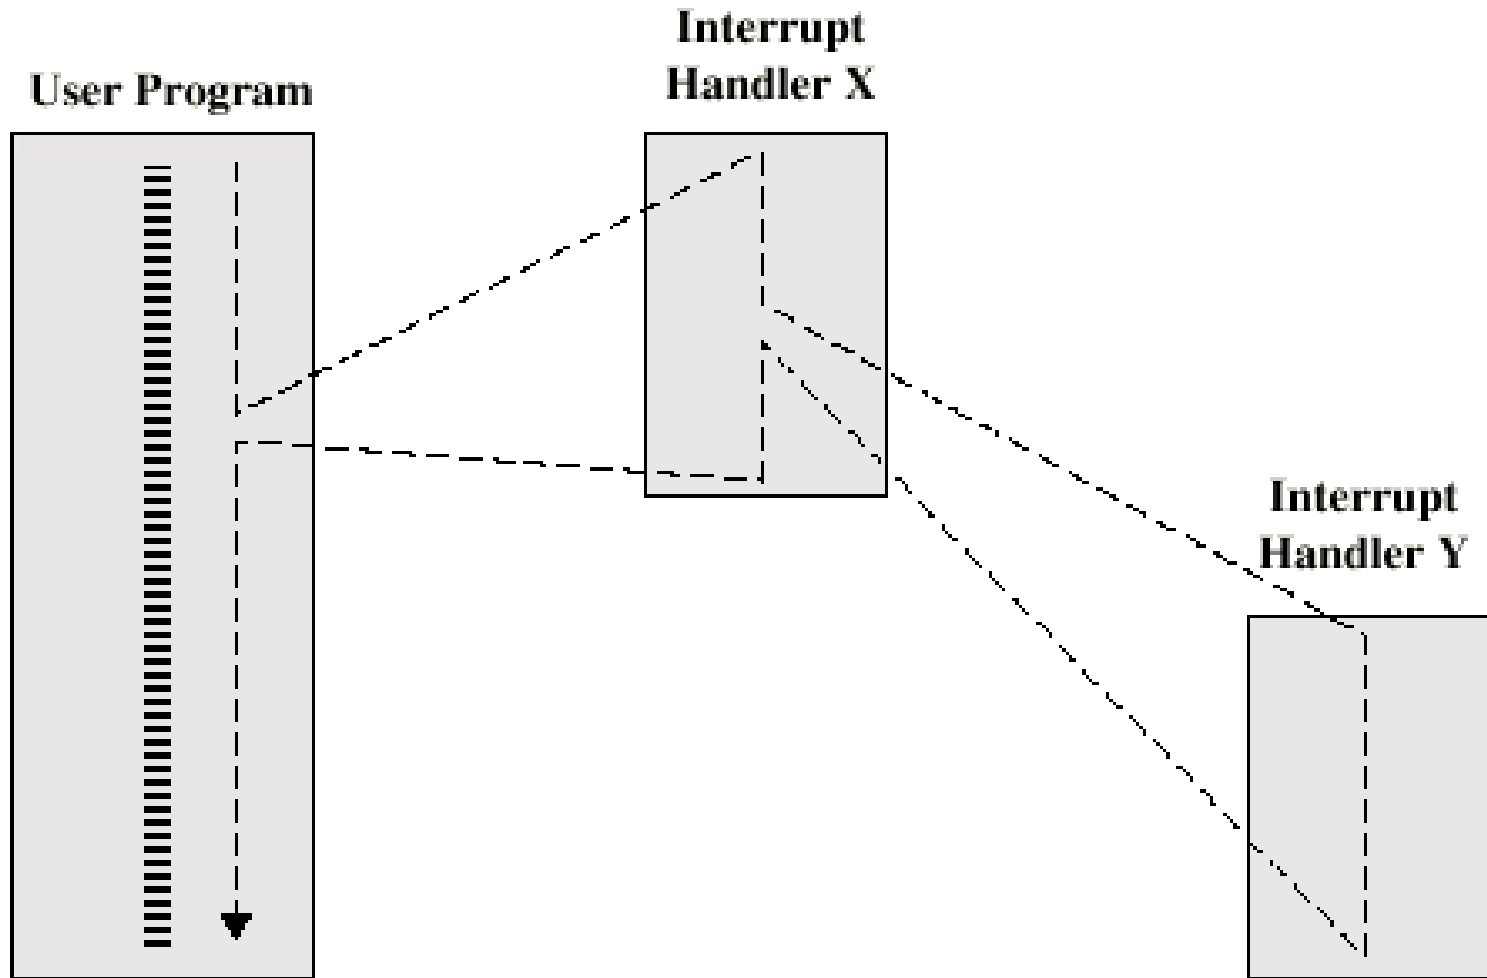 User Program
Interrupt
Handler X
Interrupt
Handler Y